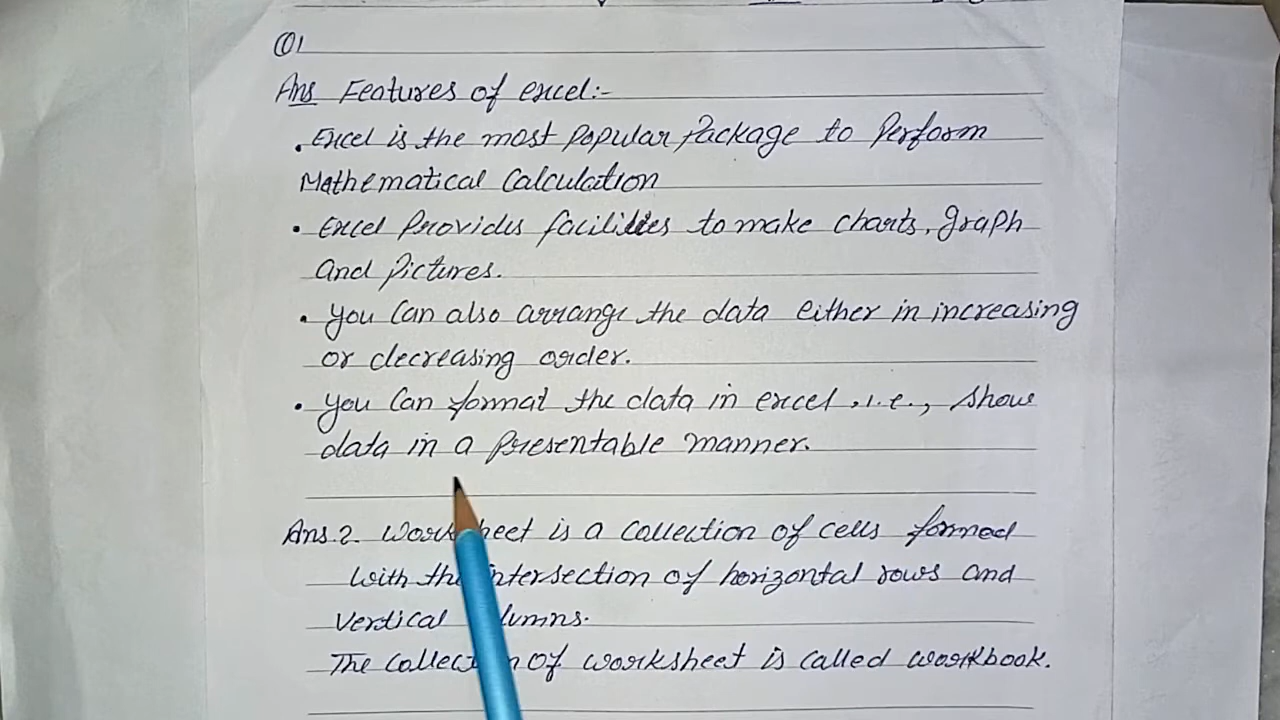 Q1
Ans Features of excel:-
. Excel is the most Popular Package to Perform
Mathematical Calculation
• Excel Provides facilities to make charts, graph
and Pictures.
• You Can also arrange the data either in increasing
or decreasing order.
• You Can format the data in excel, i.e., show
data in a Presentable manner.
Ans.2. Worksheet is a Collection of cells formed
with the intersection of horizontal rows and
Vertical Columns.
The Collection of worksheet is called workbook.